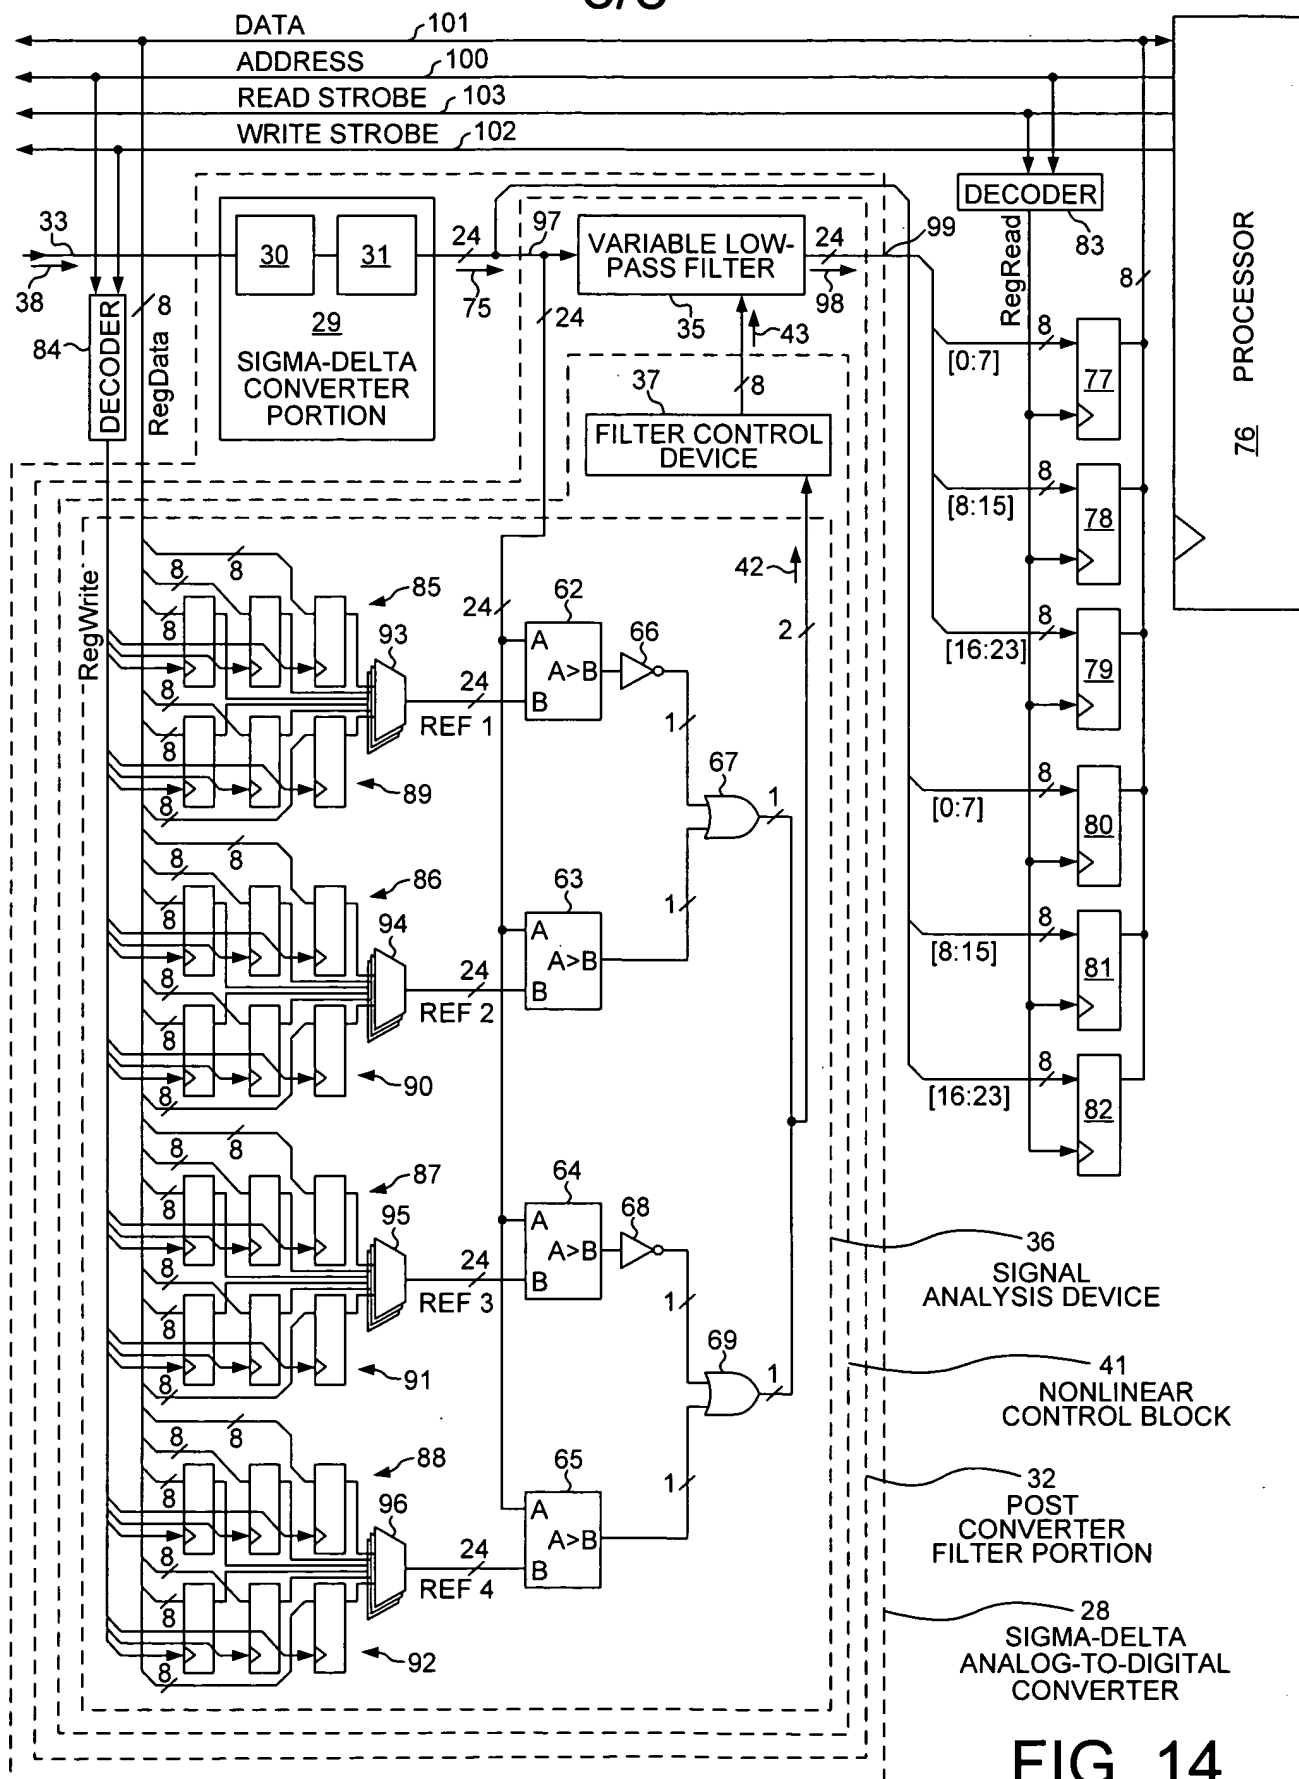 DATA 101
ADDRESS 100
READ STROBE 103
WRITE STROBE 102
PROCESSOR
76
DECODER
83
RegRead
8
33
38
84
DECODER
8
RegData
30
31
29
SIGMA-DELTA
CONVERTER
PORTION
24
75
97
24
VARIABLE LOW-
PASS FILTER
35
24
98
99
43
8
37
FILTER CONTROL
DEVICE
42
2
8
[0:7]
77
8
[8:15]
78
8
[16:23]
79
8
[0:7]
80
8
[8:15]
81
8
[16:23]
82
RegWrite
8
8
8
85
93
24
REF 1
8
8
8
89
24
62
A
A>B
B
66
1
67
1
8
8
8
86
94
24
REF 2
8
8
8
90
63
A
A>B
B
1
8
8
8
87
95
24
REF 3
8
8
8
91
64
A
A>B
B
68
1
69
1
8
8
8
88
96
24
REF 4
8
8
8
92
65
A
A>B
B
1
36
SIGNAL
ANALYSIS DEVICE
41
NONLINEAR
CONTROL BLOCK
32
POST
CONVERTER
FILTER PORTION
28
SIGMA-DELTA
ANALOG-TO-DIGITAL
CONVERTER
FIG. 14